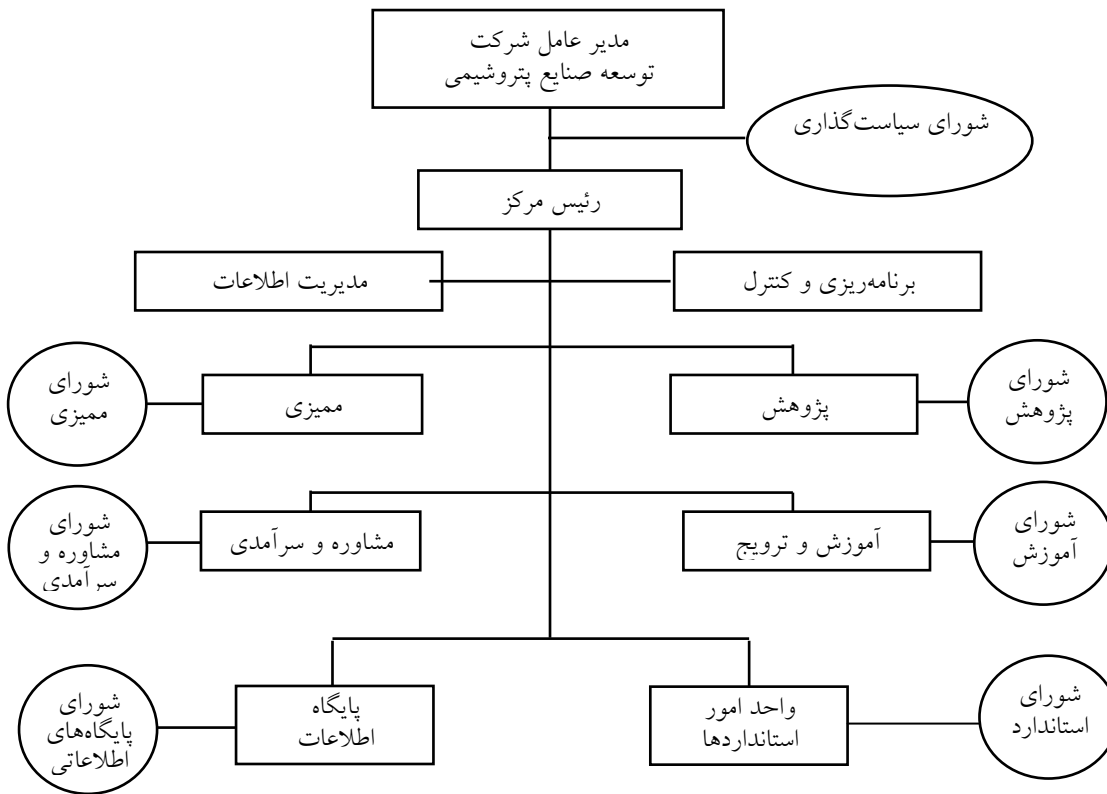 مدیر عامل شرکت
توسعه صنایع پتروشیمی
شورای سیاست‌گذاری
رئیس مرکز
برنامه‌ریزی و کنترل
مدیریت اطلاعات
شورای
پژوهش
پژوهش
ممیزی
شورای
ممیزی
شورای
آموزش
آموزش و ترویج
مشاوره و سرآمدی
شورای
مشاوره و
سرآمدی
شورای
استاندارد
واحد امور
استانداردها
پایگاه
اطلاعات
شورای
پایگاه‌های
اطلاعاتی